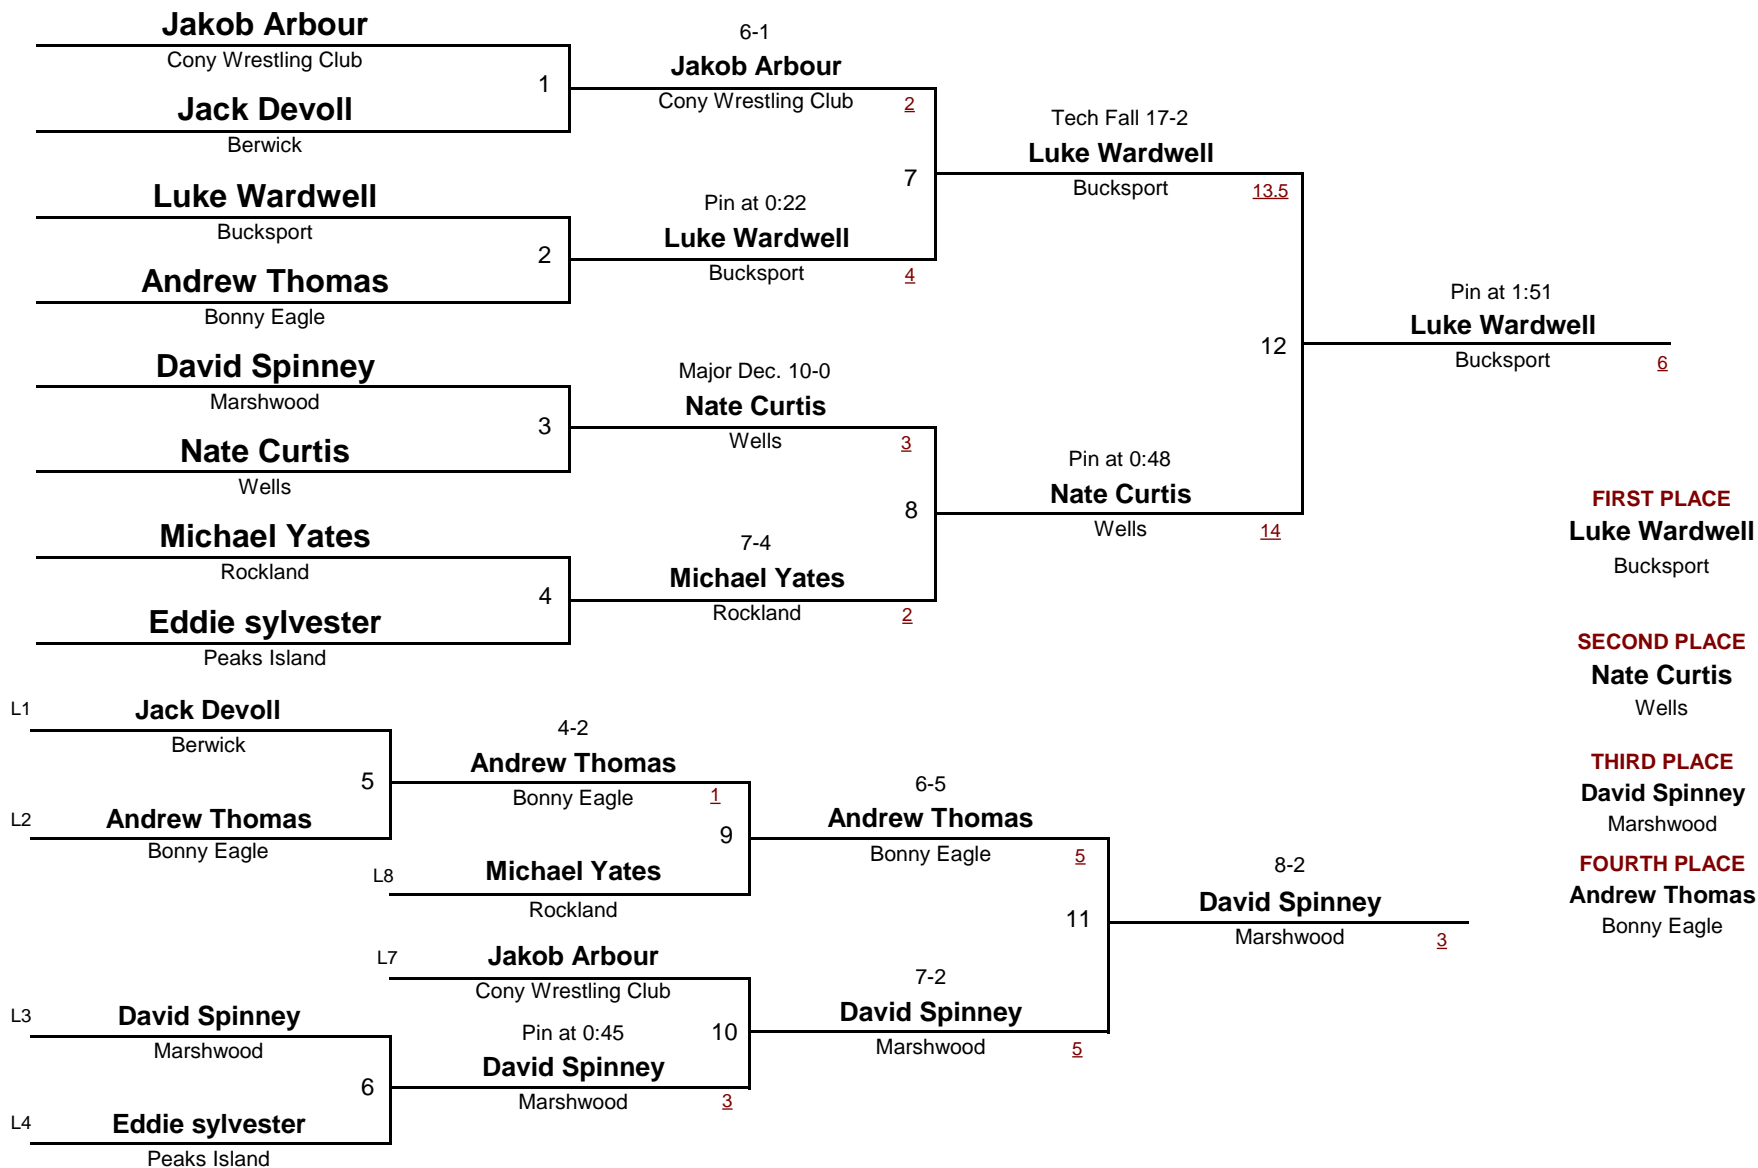 Jakob Arbour
Cony Wrestling Club
1
Jack Devoll
Berwick
6-1
Jakob Arbour
Cony Wrestling Club
2
Luke Wardwell
Bucksport
2
Andrew Thomas
Bonny Eagle
Pin at 0:22
Luke Wardwell
Bucksport
4
7
Tech Fall 17-2
Luke Wardwell
Bucksport
13.5
David Spinney
Marshwood
3
Nate Curtis
Wells
Major Dec. 10-0
Nate Curtis
Wells
3
Michael Yates
Rockland
4
Eddie sylvester
Peaks Island
7-4
Michael Yates
Rockland
2
8
Pin at 0:48
Nate Curtis
Wells
14
12
Pin at 1:51
Luke Wardwell
Bucksport
6
FIRST PLACE
Luke Wardwell
Bucksport
SECOND PLACE
Nate Curtis
Wells
THIRD PLACE
David Spinney
Marshwood
FOURTH PLACE
Andrew Thomas
Bonny Eagle
L1
Jack Devoll
Berwick
5
L2
Andrew Thomas
Bonny Eagle
4-2
Andrew Thomas
Bonny Eagle
1
9
L8
Michael Yates
Rockland
6-5
Andrew Thomas
Bonny Eagle
5
L7
Jakob Arbour
Cony Wrestling Club
10
L3
David Spinney
Marshwood
6
L4
Eddie sylvester
Peaks Island
Pin at 0:45
David Spinney
Marshwood
3
7-2
David Spinney
Marshwood
5
11
8-2
David Spinney
Marshwood
3